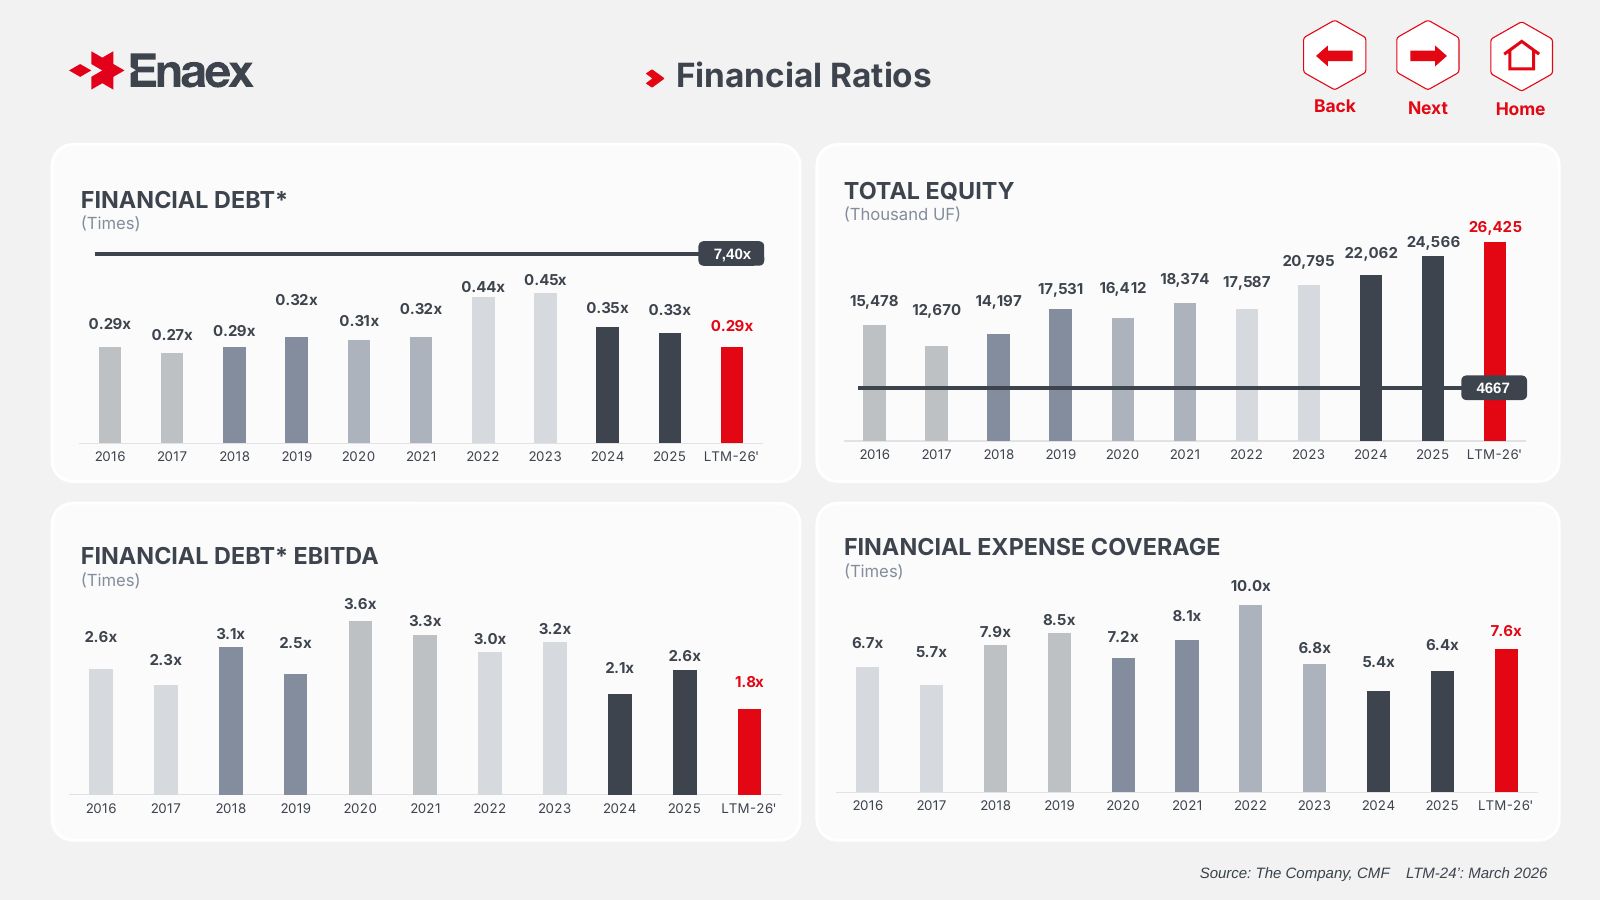 Enaex
Financial Ratios
Back
Next
Home
FINANCIAL DEBT*
(Times)
7,40x
0.29x 0.27x 0.29x 0.32x 0.31x 0.32x 0.44x 0.45x 0.35x 0.33x 0.29x
2016 2017 2018 2019 2020 2021 2022 2023 2024 2025 LTM-26'
TOTAL EQUITY
(Thousand UF)
15,478 12,670 14,197 17,531 16,412 18,374 17,587 20,795 22,062 24,566 26,425
4667
2016 2017 2018 2019 2020 2021 2022 2023 2024 2025 LTM-26'
FINANCIAL DEBT* EBITDA
(Times)
2.6x 2.3x 3.1x 2.5x 3.6x 3.3x 3.0x 3.2x 2.1x 2.6x 1.8x
2016 2017 2018 2019 2020 2021 2022 2023 2024 2025 LTM-26'
FINANCIAL EXPENSE COVERAGE
(Times)
6.7x 5.7x 7.9x 8.5x 7.2x 8.1x 10.0x 6.8x 5.4x 6.4x 7.6x
2016 2017 2018 2019 2020 2021 2022 2023 2024 2025 LTM-26'
Source: The Company, CMF LTM-24’: March 2026